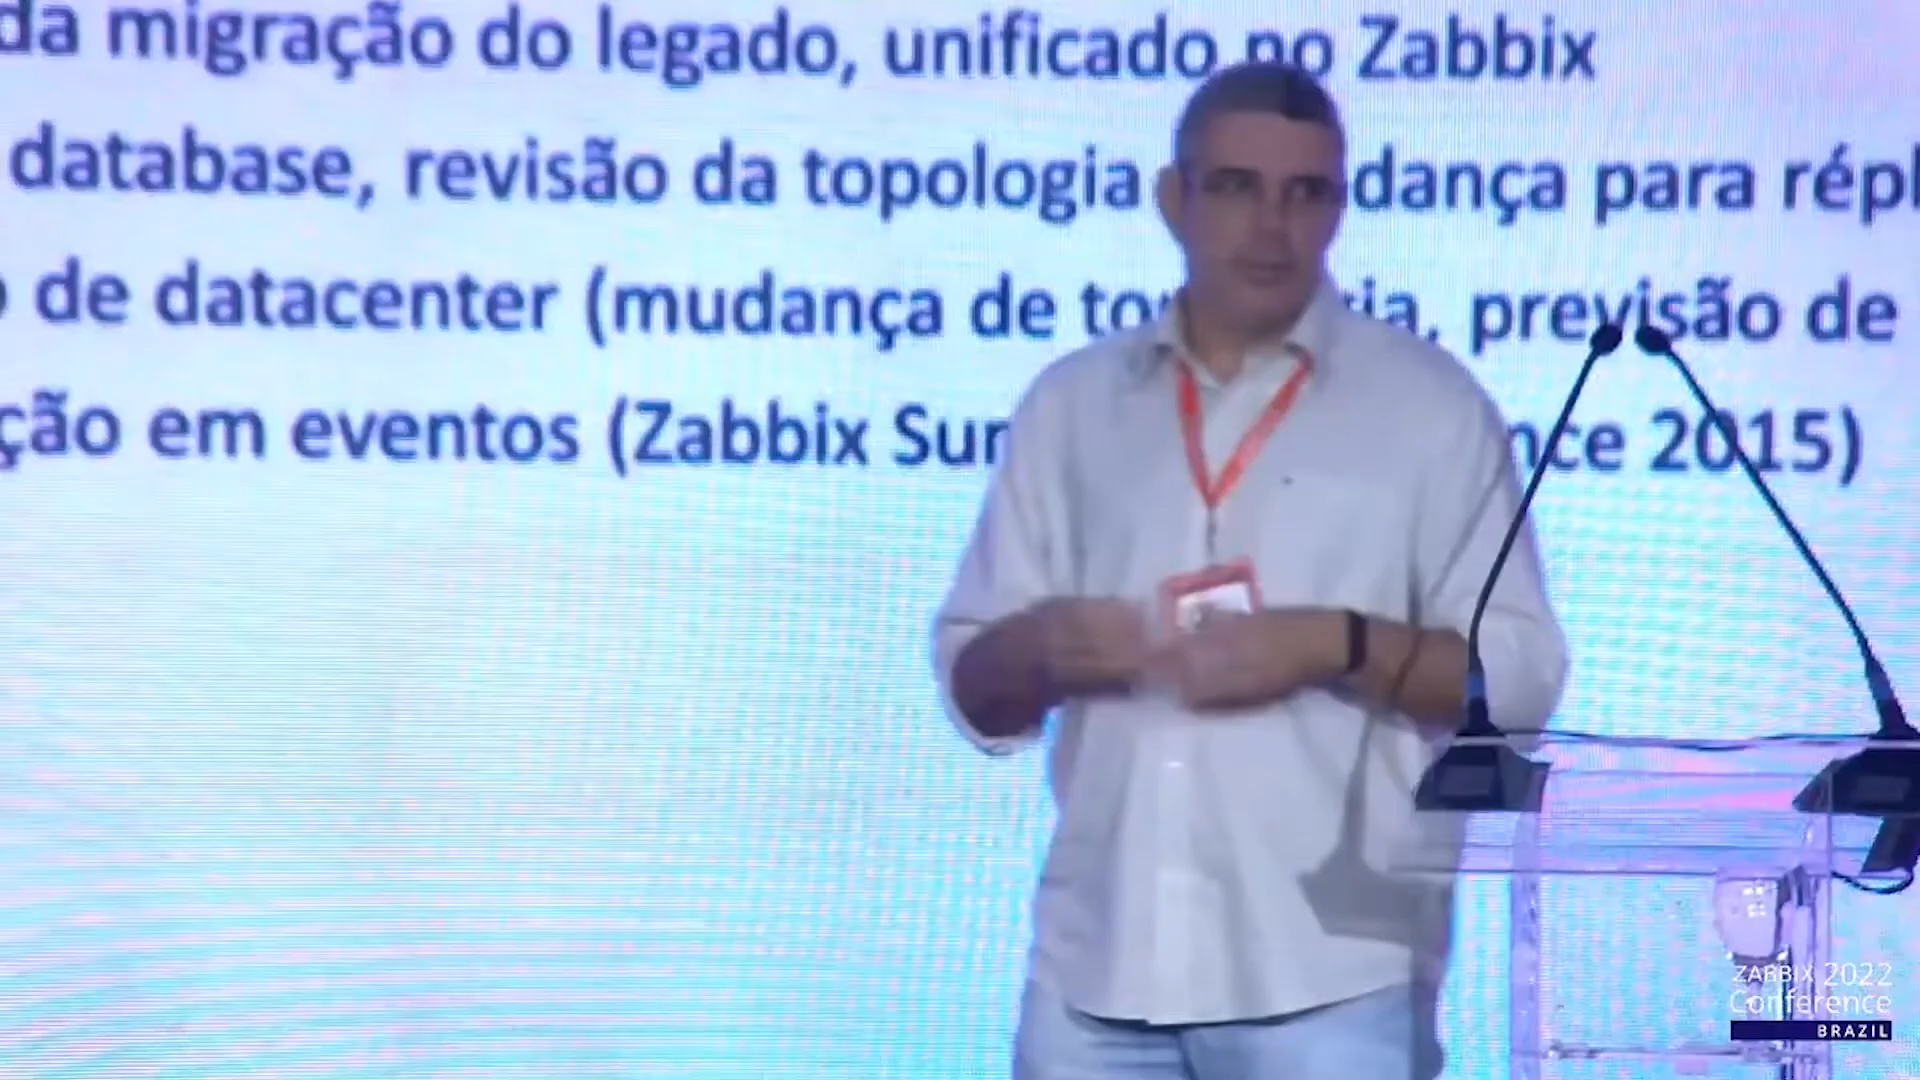 da migração do legado, unificado no Zabbix
database, revisão da topologia dança para répl
de datacenter (mudança de to ia, previsão de
ção em eventos (Zabbix Su nce 2015)
ZABBIX 2022
Conference
BRAZIL